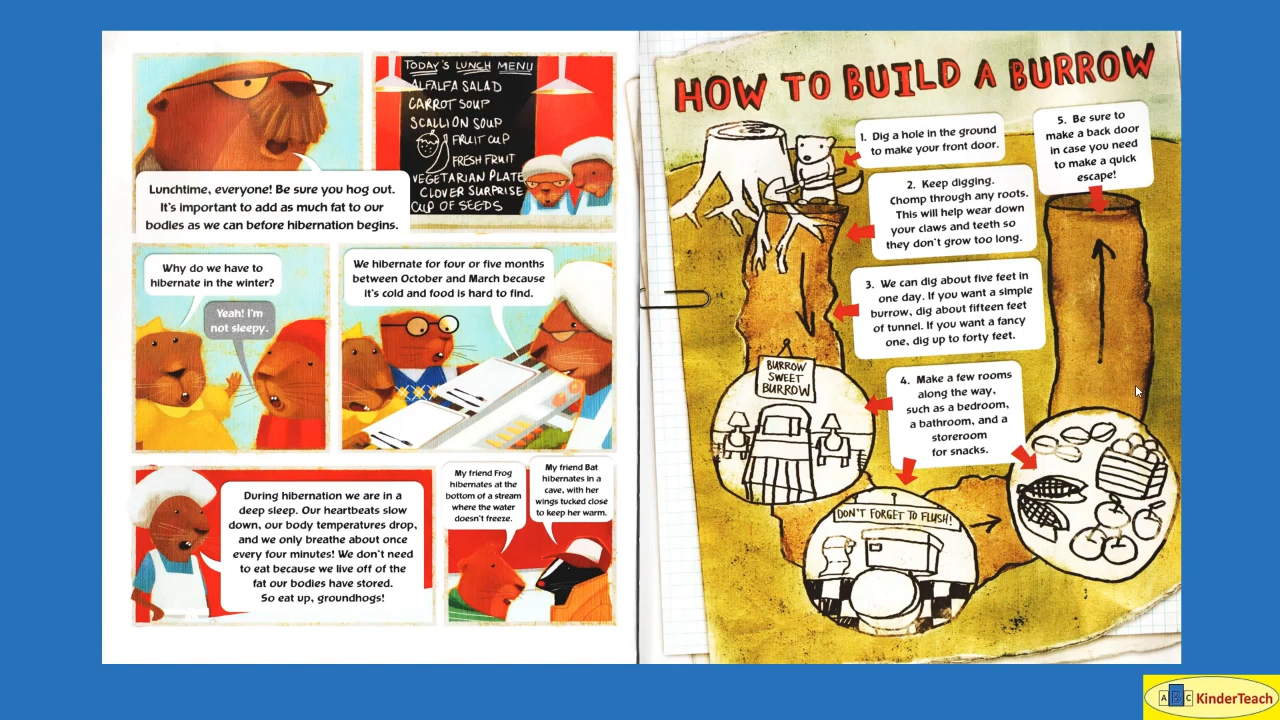 Lunchtime, everyone! Be sure you hog out.
It's important to add as much fat to our
bodies as we can before hibernation begins.
TODAY'S LUNCH MENU
ALFALFA SALAD
CARROT SOUP
SCALLION SOUP
FRUIT CUP
FRESH FRUIT
VEGETARIAN PLATE
CLOVER SURPRISE
CUP OF SEEDS
Why do we have to
hibernate in the winter?
Yeah! I'm
not sleepy.
We hibernate for four or five months
between October and March because
it's cold and food is hard to find.
During hibernation we are in a
deep sleep. Our heartbeats slow
down, our body temperatures drop,
and we only breathe about once
every four minutes! We don't need
to eat because we live off of the
fat our bodies have stored.
So eat up, groundhogs!
My friend Frog
hibernates at the
bottom of a stream
where the water
doesn't freeze.
My friend Bat
hibernates in a
cave, with her
wings tucked close
to keep her warm.
HOW TO BUILD A BURROW
1. Dig a hole in the ground
to make your front door.
2. Keep digging.
Chomp through any roots.
This will help wear down
your claws and teeth so
they don't grow too long.
3. We can dig about five feet in
one day. If you want a simple
burrow, dig about fifteen feet
of tunnel. If you want a fancy
one, dig up to forty feet.
4. Make a few rooms
along the way,
such as a bedroom,
a bathroom, and a
storeroom
for snacks.
5. Be sure to
make a back door
in case you need
to make a quick
escape!
BURROW
SWEET
BURROW
DON'T FORGET TO FLUSH!
ABC KinderTeach